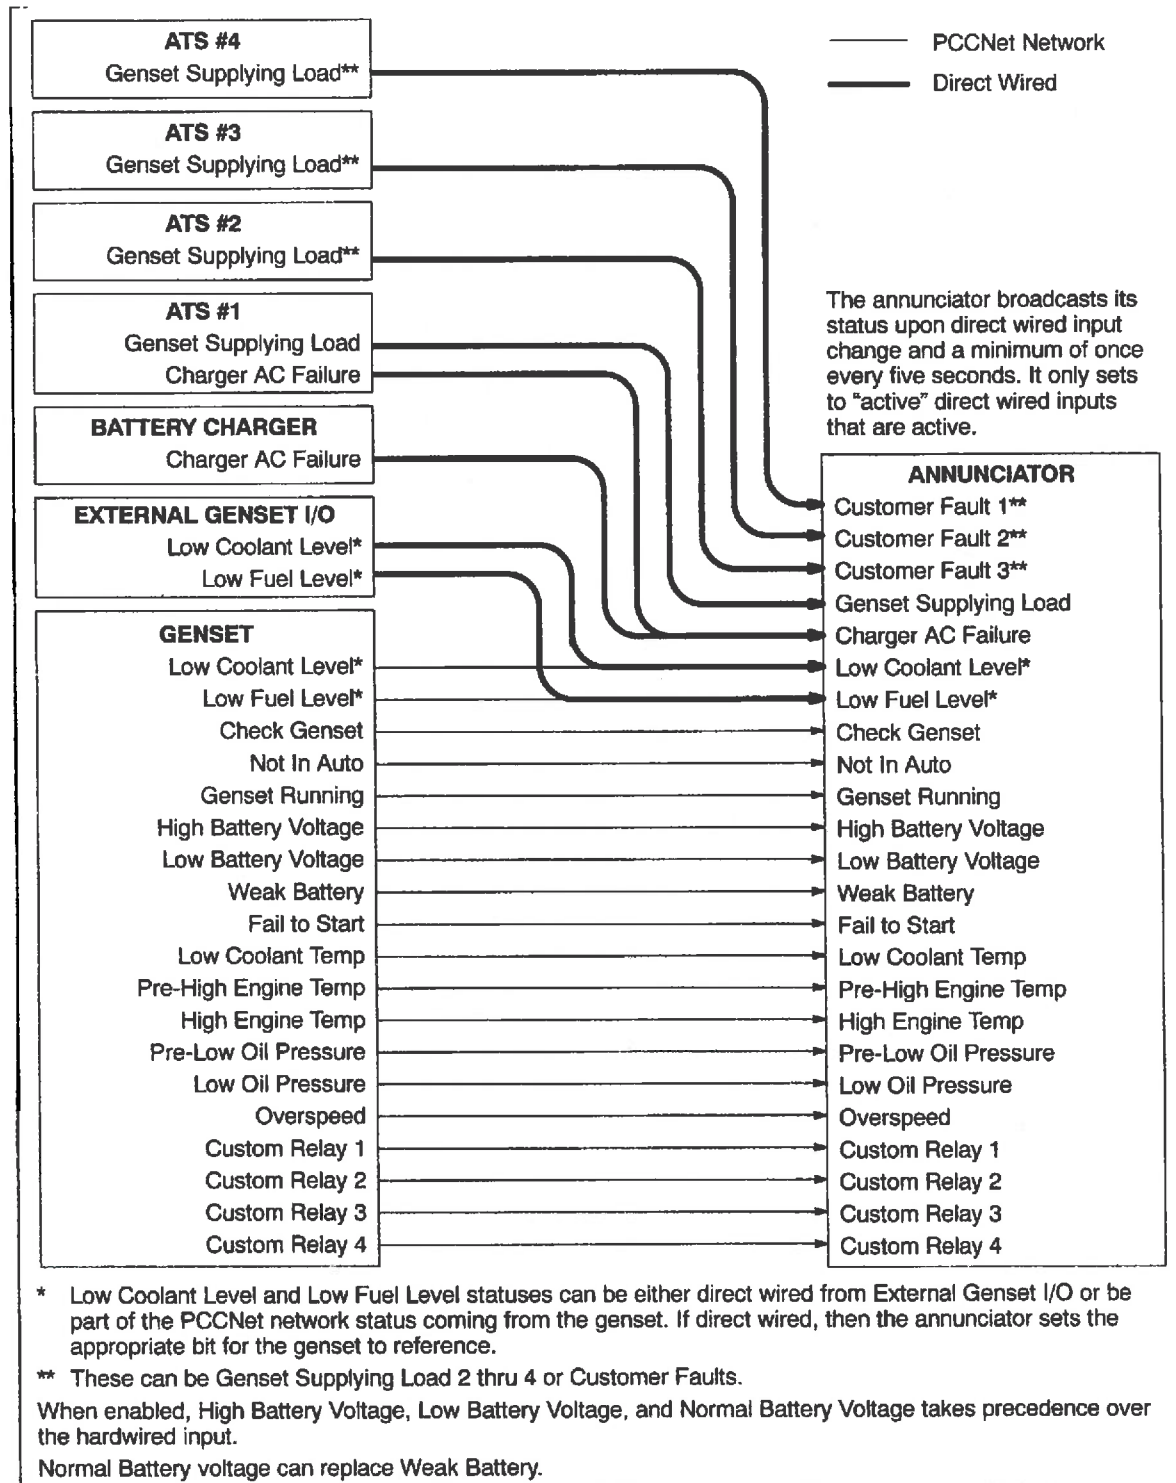 ATS #4
Genset Supplying Load**
PCCNet Network
Direct Wired
ATS #3
Genset Supplying Load**
ATS #2
Genset Supplying Load**
ATS #1
Genset Supplying Load
Charger AC Failure
The annunciator broadcasts its
status upon direct wired input
change and a minimum of once
every five seconds. It only sets
to "active" direct wired inputs
that are active.
BATTERY CHARGER
Charger AC Failure
EXTERNAL GENSET I/O
Low Coolant Level*
Low Fuel Level*
GENSET
Low Coolant Level*
Low Fuel Level*
Check Genset
Not In Auto
Genset Running
High Battery Voltage
Low Battery Voltage
Weak Battery
Fail to Start
Low Coolant Temp
Pre-High Engine Temp
High Engine Temp
Pre-Low Oil Pressure
Low Oil Pressure
Overspeed
Custom Relay 1
Custom Relay 2
Custom Relay 3
Custom Relay 4
ANNUNCIATOR
Customer Fault 1**
Customer Fault 2**
Customer Fault 3**
Genset Supplying Load
Charger AC Failure
Low Coolant Level*
Low Fuel Level*
Check Genset
Not In Auto
Genset Running
High Battery Voltage
Low Battery Voltage
Weak Battery
Fail to Start
Low Coolant Temp
Pre-High Engine Temp
High Engine Temp
Pre-Low Oil Pressure
Low Oil Pressure
Overspeed
Custom Relay 1
Custom Relay 2
Custom Relay 3
Custom Relay 4
* Low Coolant Level and Low Fuel Level statuses can be either direct wired from External Genset I/O or be
part of the PCCNet network status coming from the genset. If direct wired, then the annunciator sets the
appropriate bit for the genset to reference.
** These can be Genset Supplying Load 2 thru 4 or Customer Faults.
When enabled, High Battery Voltage, Low Battery Voltage, and Normal Battery Voltage takes precedence over
the hardwired input.
Normal Battery voltage can replace Weak Battery.